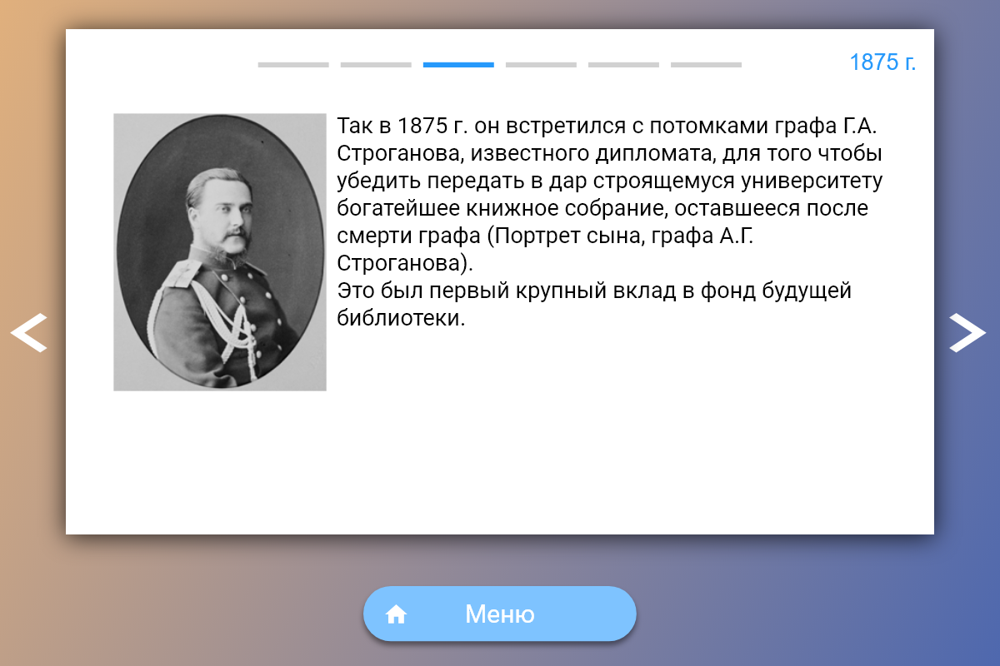 1875 г.
Так в 1875 г. он встретился с потомками графа Г.А.
Строганова, известного дипломата, для того чтобы
убедить передать в дар строящемуся университету
богатейшее книжное собрание, оставшееся после
смерти графа (Портрет сына, графа А.Г.
Строганова).
Это был первый крупный вклад в фонд будущей
библиотеки.
Меню